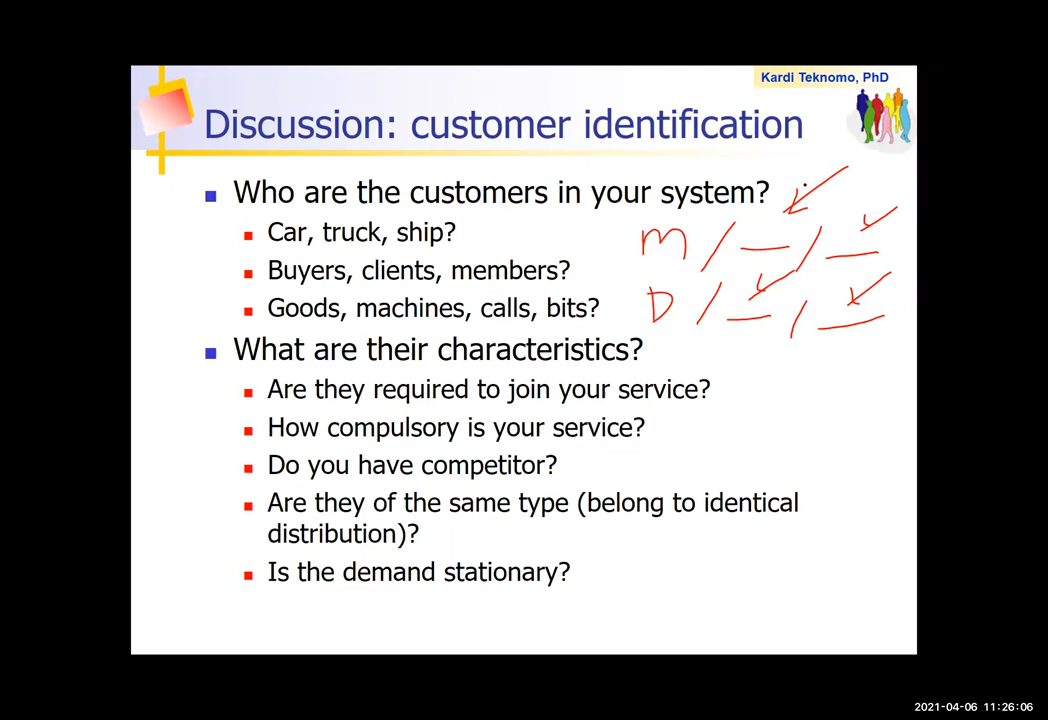 Kardi Teknomo, PhD
Discussion: customer identification
Who are the customers in your system?
Car, truck, ship?
Buyers, clients, members?
Goods, machines, calls, bits?
M / _ / _
D / _ / _
What are their characteristics?
Are they required to join your service?
How compulsory is your service?
Do you have competitor?
Are they of the same type (belong to identical
distribution)?
Is the demand stationary?
2021-04-06 11:26:06